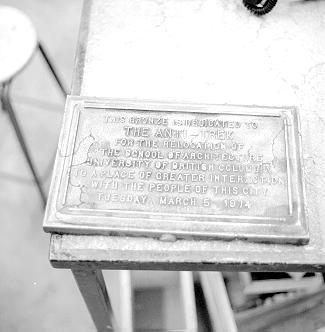 THIS BRONZE IS DEDICATED TO
THE ANTI-TREK
FOR THE RELOCATION OF
THE SCHOOL OF ARCHITECTURE,
UNIVERSITY OF BRITISH COLUMBIA
TO A PLACE OF GREATER INTERACTION
WITH THE PEOPLE OF THIS CITY
TUESDAY, MARCH 5, 1974